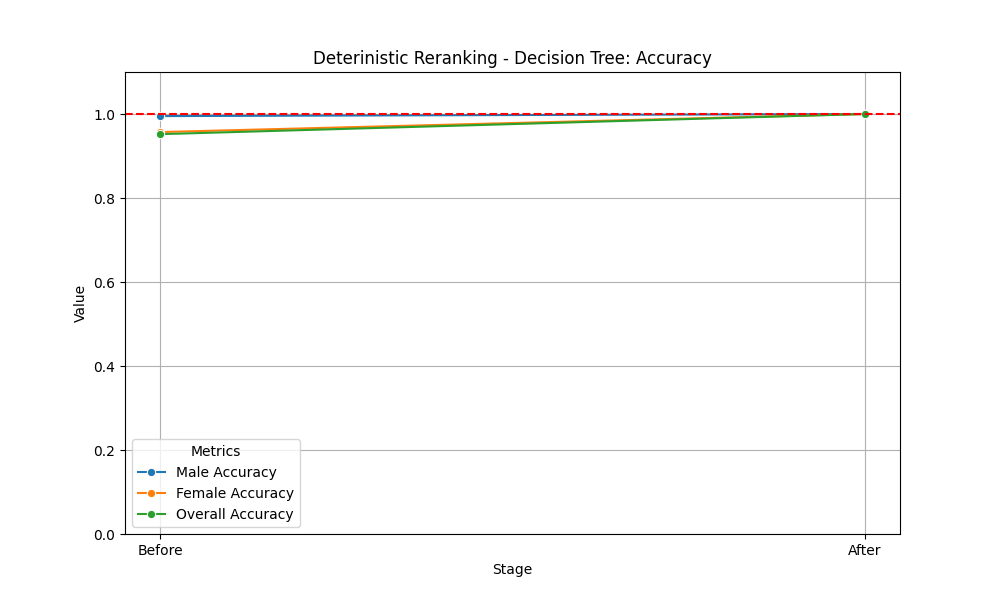 Deterinistic Reranking - Decision Tree: Accuracy
1.0
0.8
0.6
0.4
0.2
0.0
Value
Metrics
Male Accuracy
Female Accuracy
Overall Accuracy
Before
After
Stage